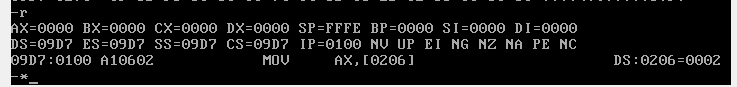 -r
AX=0000 BX=0000 CX=0000 DX=0000 SP=FFFE BP=0000 SI=0000 DI=0000
DS=09D7 ES=09D7 SS=09D7 CS=09D7 IP=0100 NV UP EI NG NZ NA PE NC
09D7:0100 A10602 MOV AX,[0206] DS:0206=0002
-*_